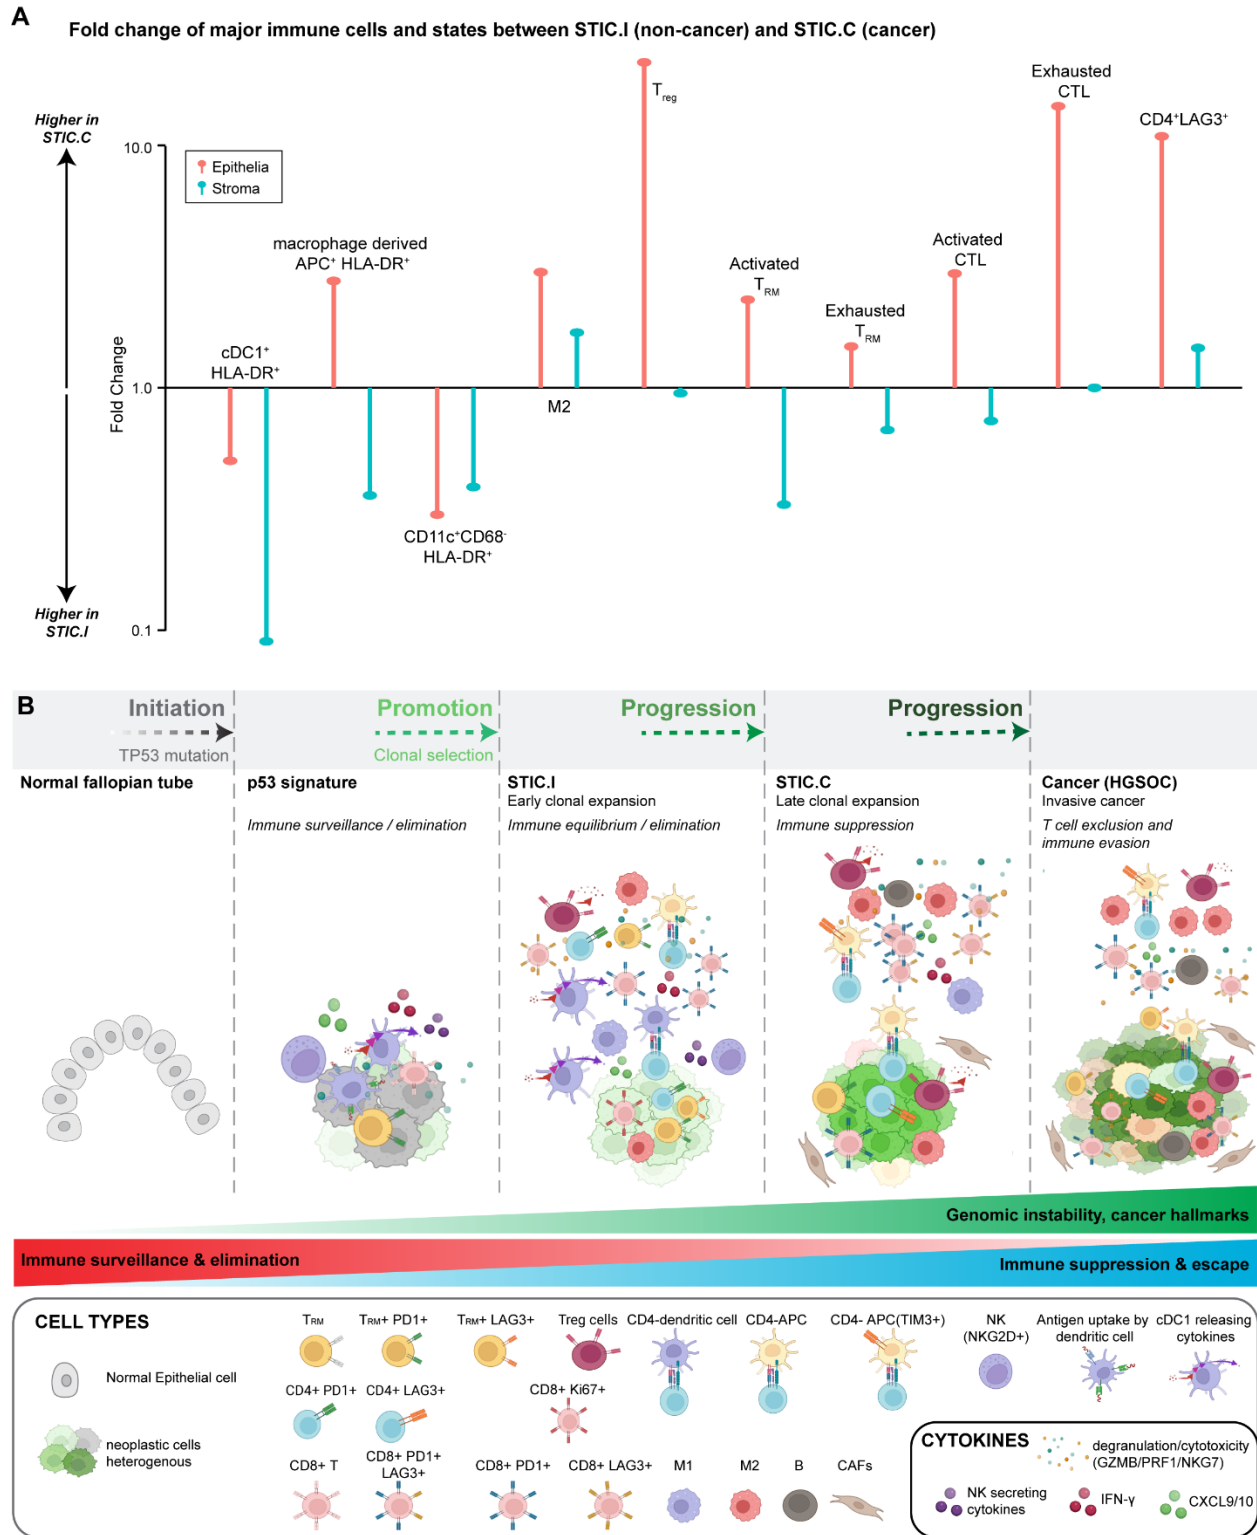 A
Fold change of major immune cells and states between STIC.I (non-cancer) and STIC.C (cancer)
Higher in
STIC.C
10.0
Epithelia
Stroma
macrophage derived
APC⁺ HLA-DR⁺
cDC1⁺
HLA-DR⁺
Treg
Activated
TRM
Exhausted
TRM
Activated
CTL
Exhausted
CTL
CD4⁺LAG3⁺
Fold Change
1.0
M2
CD11c⁺CD68⁻
HLA-DR⁺
Higher in
STIC.I
0.1
B
Initiation
TP53 mutation
Promotion
Clonal selection
Progression
Progression
Normal fallopian tube
p53 signature
Immune surveillance / elimination
STIC.I
Early clonal expansion
Immune equilibrium / elimination
STIC.C
Late clonal expansion
Immune suppression
Cancer (HGSOC)
Invasive cancer
T cell exclusion and
immune evasion
Genomic instability, cancer hallmarks
Immune surveillance & elimination
Immune suppression & escape
CELL TYPES
Normal Epithelial cell
neoplastic cells
heterogenous
TRM
TRM+ PD1+
TRM+ LAG3+
Treg cells
CD4-dendritic cell
CD4-APC
CD4- APC(TIM3+)
NK
(NKG2D+)
Antigen uptake by
dendritic cell
cDC1 releasing
cytokines
CD4+ PD1+
CD4+ LAG3+
CD8+ Ki67+
CD8+ T
CD8+ PD1+
LAG3+
CD8+ PD1+
CD8+ LAG3+
M1
M2
B
CAFs
CYTOKINES
degranulation/cytotoxicity
(GZMB/PRF1/NKG7)
NK secreting
cytokines
IFN-γ
CXCL9/10